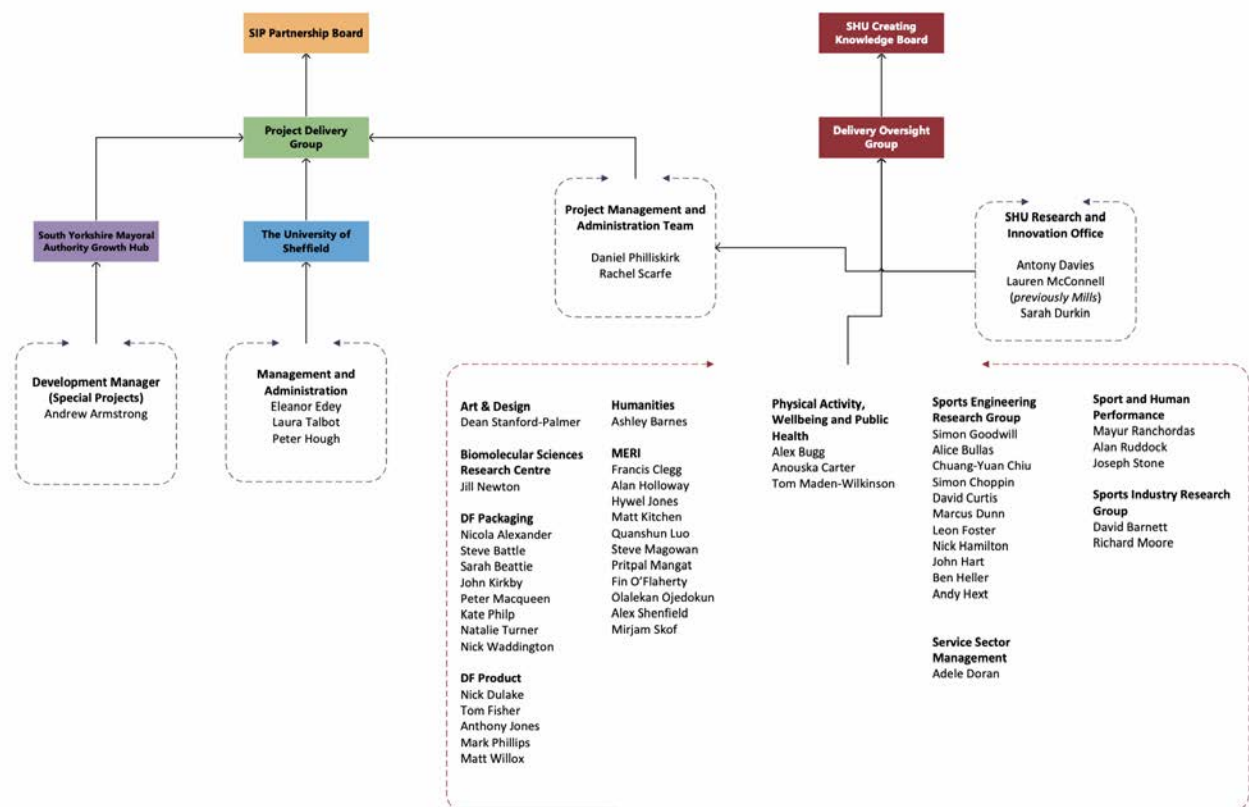 SIP Partnership Board
SHU Creating
Knowledge Board
Project Delivery
Group
Delivery Oversight
Group
South Yorkshire Mayoral
Authority Growth Hub
The University of
Sheffield
Project Management and
Administration Team
Daniel Philliskirk
Rachel Scarfe
SHU Research and
Innovation Office
Antony Davies
Lauren McConnell
(previously Mills)
Sarah Durkin
Development Manager
(Special Projects)
Andrew Armstrong
Management and
Administration
Eleanor Edey
Laura Talbot
Peter Hough
Art & Design
Dean Stanford-Palmer
Biomolecular Sciences
Research Centre
Jill Newton
DF Packaging
Nicola Alexander
Steve Battle
Sarah Beattie
John Kirkby
Peter Macqueen
Kate Philp
Natalie Turner
Nick Waddington
DF Product
Nick Dulake
Tom Fisher
Anthony Jones
Mark Phillips
Matt Willox
Humanities
Ashley Barnes
MERI
Francis Clegg
Alan Holloway
Hywel Jones
Matt Kitchen
Quanshun Luo
Steve Magowan
Pritpal Mangat
Fin O’Flaherty
Olalekan Ojedokun
Alex Shenfield
Mirjam Skof
Physical Activity,
Wellbeing and Public
Health
Alex Bugg
Anouska Carter
Tom Maden-Wilkinson
Sports Engineering
Research Group
Simon Goodwill
Alice Bullas
Chuang-Yuan Chiu
Simon Choppin
David Curtis
Marcus Dunn
Leon Foster
Nick Hamilton
John Hart
Ben Heller
Andy Hext
Service Sector
Management
Adele Doran
Sport and Human
Performance
Mayur Ranchordas
Alan Ruddock
Joseph Stone
Sports Industry Research
Group
David Barnett
Richard Moore